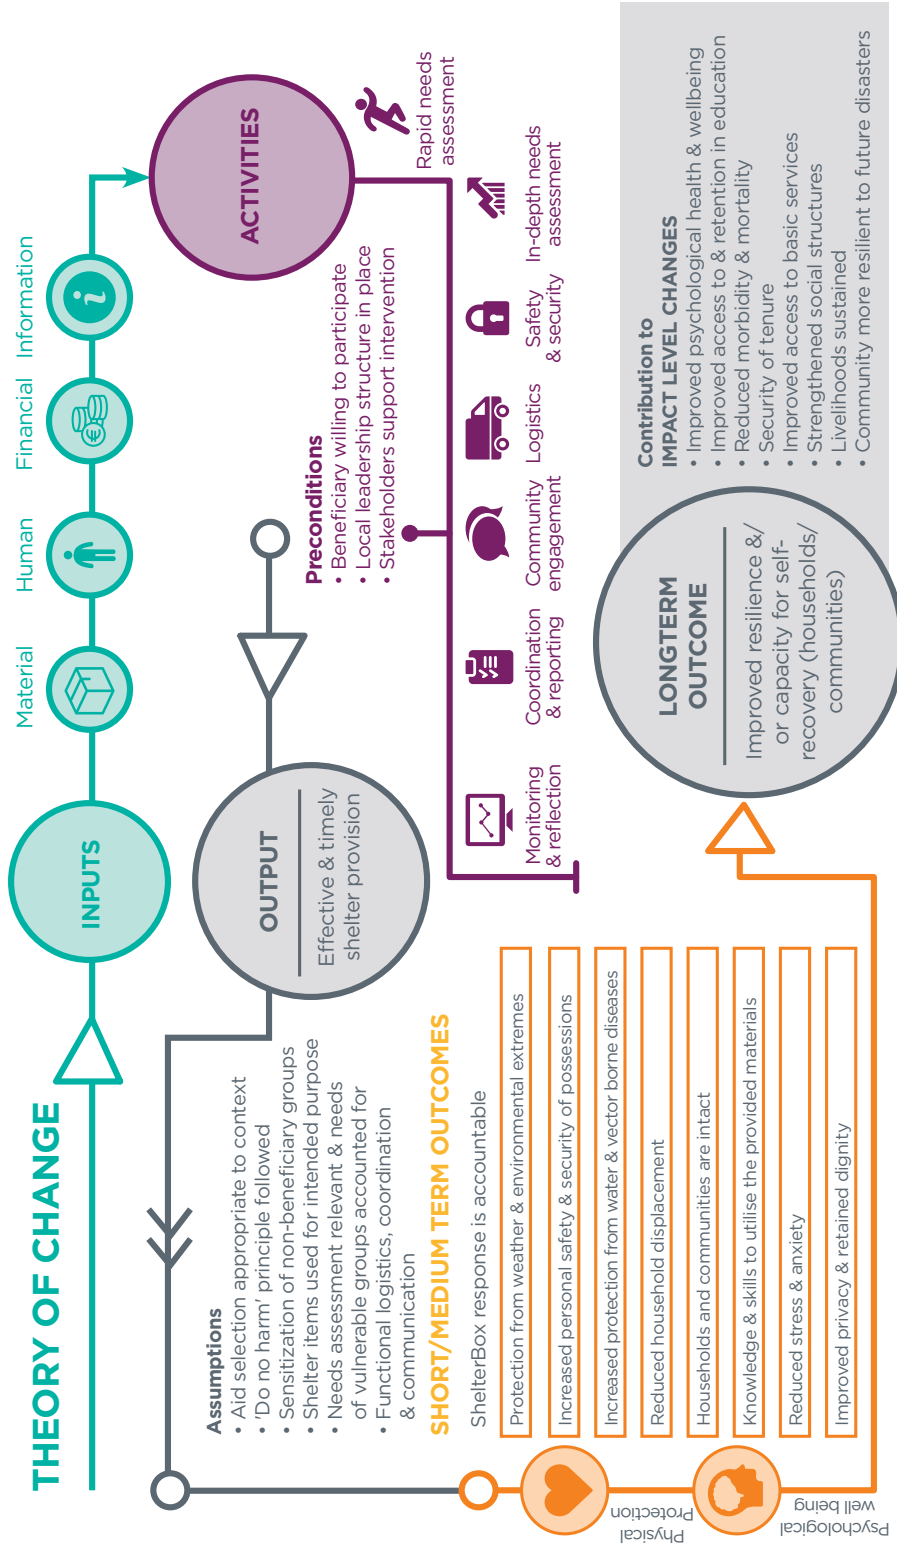 THEORY OF CHANGE
INPUTS
Material
Human
Financial
Information
ACTIVITIES
Rapid needs
assessment
In-depth needs
assessment
Safety
& security
Logistics
Community
engagement
Coordination
& reporting
Monitoring
& reflection
Preconditions
• Beneficiary willing to participate
• Local leadership structure in place
• Stakeholders support intervention
OUTPUT
Effective & timely
shelter provision
Assumptions
• Aid selection appropriate to context
• 'Do no harm' principle followed
• Sensitization of non-beneficiary groups
• Shelter items used for intended purpose
• Needs assessment relevant & needs
of vulnerable groups accounted for
• Functional logistics, coordination
& communication
SHORT/MEDIUM TERM OUTCOMES
ShelterBox response is accountable
Protection from weather & environmental extremes
Increased personal safety & security of possessions
Increased protection from water & vector borne diseases
Reduced household displacement
Households and communities are intact
Knowledge & skills to utilise the provided materials
Reduced stress & anxiety
Improved privacy & retained dignity
Physical
Protection
Psychological
well being
LONGTERM
OUTCOME
Improved resilience &/
or capacity for self-
recovery (households/
communities)
Contribution to
IMPACT LEVEL CHANGES
• Improved psychological health & wellbeing
• Improved access to & retention in education
• Reduced morbidity & mortality
• Security of tenure
• Improved access to basic services
• Strengthened social structures
• Livelihoods sustained
• Community more resilient to future disasters